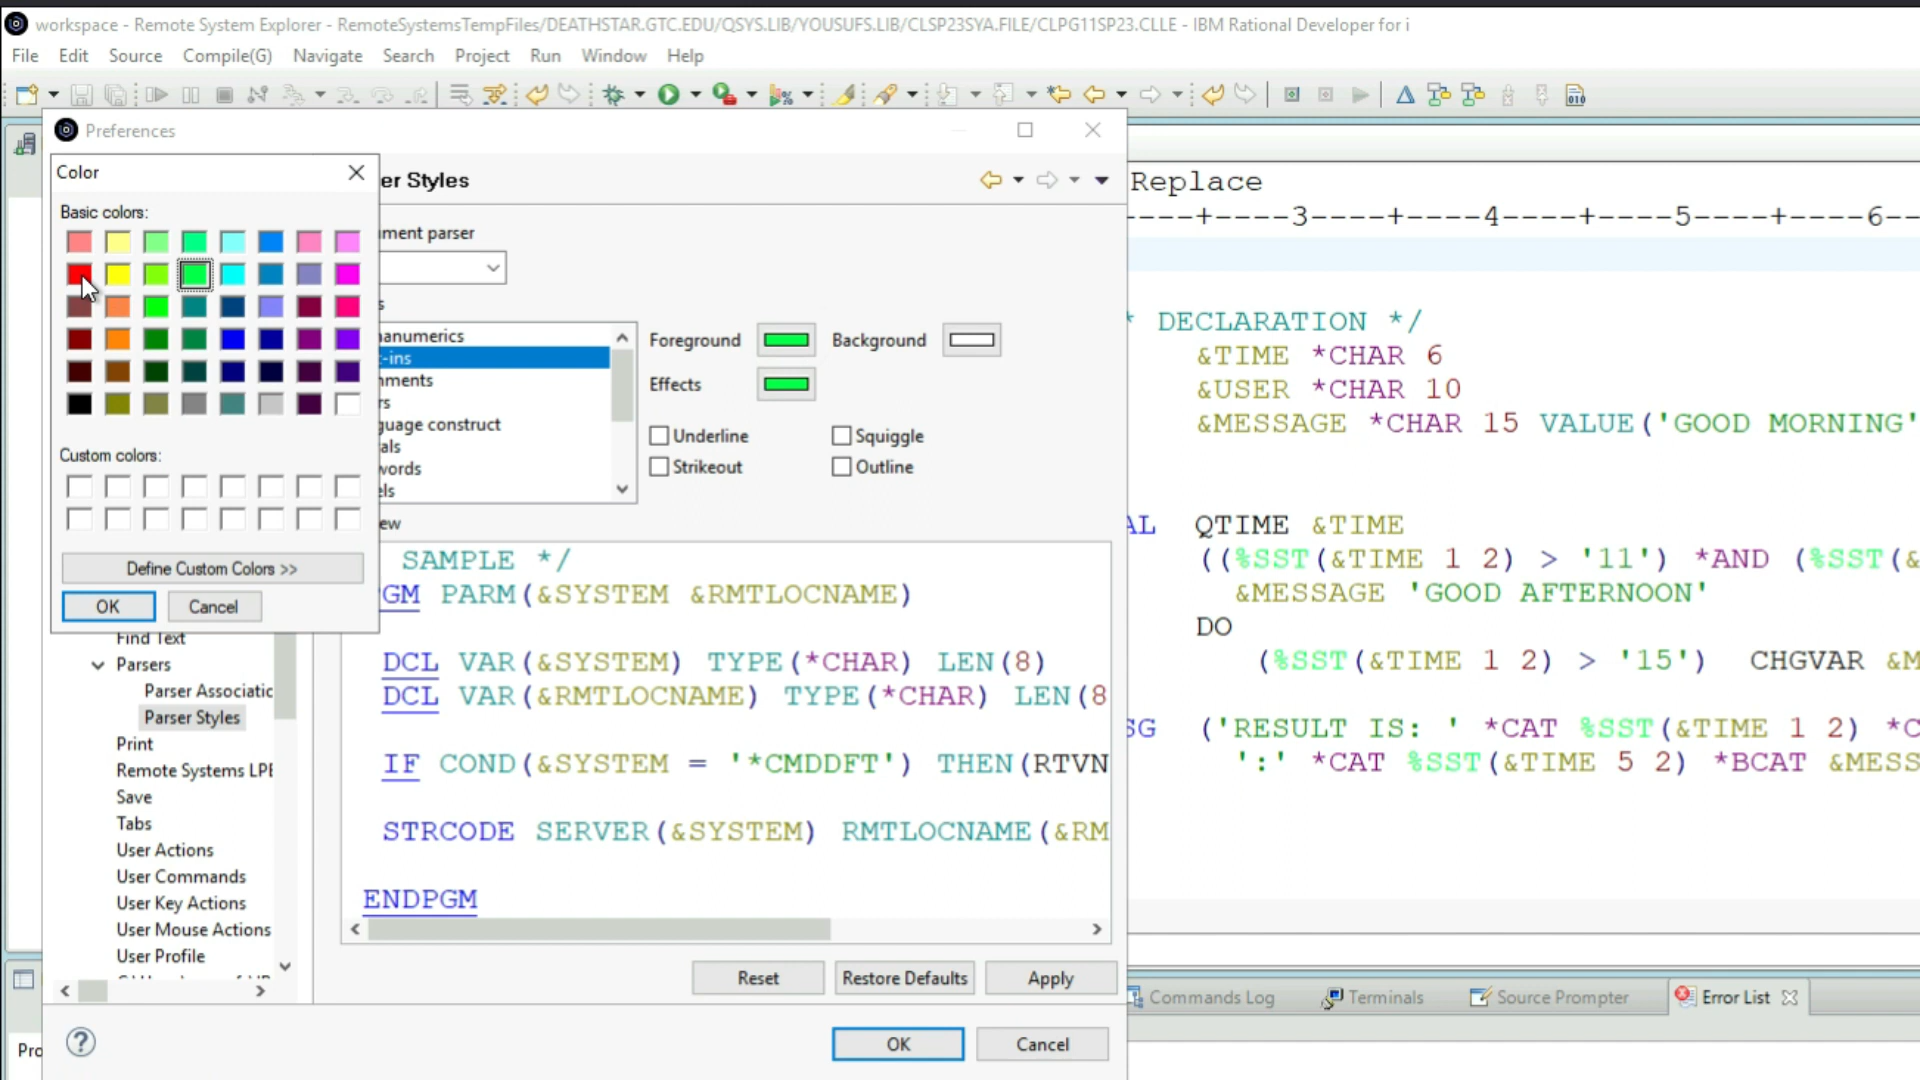 workspace - Remote System Explorer - RemoteSystemsTempFiles/DEATHSTAR.GTC.EDU/QSYS.LIB/YOUSUFS.LIB/CLSP23SYA.FILE/CLPG11SP23.CLLE - IBM Rational Developer for i
File Edit Source Compile(G) Navigate Search Project Run Window Help
Preferences
Color
Basic colors:
Custom colors:
Define Custom Colors >>
OK Cancel
er Styles
ument parser
s
nanumerics
t-ins
nments
rs
guage construct
als
words
els
Foreground Background
Effects
Underline Squiggle
Strikeout Outline
ew
SAMPLE */
GM PARM(&SYSTEM &RMTLOCNAME)
DCL VAR(&SYSTEM) TYPE(*CHAR) LEN(8)
DCL VAR(&RMTLOCNAME) TYPE(*CHAR) LEN(8
IF COND(&SYSTEM = '*CMDDFT') THEN(RTVN
STRCODE SERVER(&SYSTEM) RMTLOCNAME(&RM
ENDPGM
Find Text
Parsers
Parser Associatic
Parser Styles
Print
Remote Systems LPE
Save
Tabs
User Actions
User Commands
User Key Actions
User Mouse Actions
User Profile
Reset Restore Defaults Apply
OK Cancel
Replace
----+----3----+----4----+----5----+----6--
* DECLARATION */
&TIME *CHAR 6
&USER *CHAR 10
&MESSAGE *CHAR 15 VALUE('GOOD MORNING'
AL QTIME &TIME
((%SST(&TIME 1 2) > '11') *AND (%SST(&
&MESSAGE 'GOOD AFTERNOON'
DO
(%SST(&TIME 1 2) > '15') CHGVAR &M
SG ('RESULT IS: ' *CAT %SST(&TIME 1 2) *C
':' *CAT %SST(&TIME 5 2) *BCAT &MESS
Commands Log Terminals Source Prompter Error List
Pro